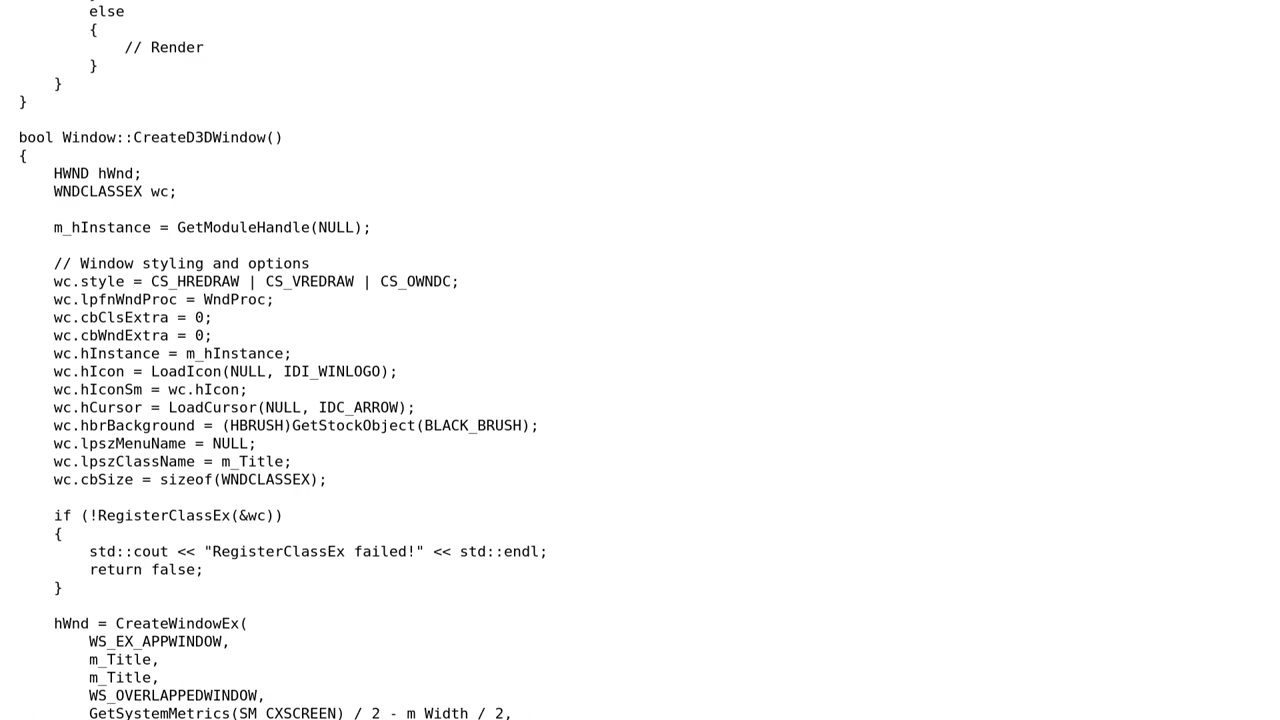 else
{
// Render
}
}
}
bool Window::CreateD3DWindow()
{
HWND hWnd;
WNDCLASSEX wc;
m_hInstance = GetModuleHandle(NULL);
// Window styling and options
wc.style = CS_HREDRAW | CS_VREDRAW | CS_OWNDC;
wc.lpfnWndProc = WndProc;
wc.cbClsExtra = 0;
wc.cbWndExtra = 0;
wc.hInstance = m_hInstance;
wc.hIcon = LoadIcon(NULL, IDI_WINLOGO);
wc.hIconSm = wc.hIcon;
wc.hCursor = LoadCursor(NULL, IDC_ARROW);
wc.hbrBackground = (HBRUSH)GetStockObject(BLACK_BRUSH);
wc.lpszMenuName = NULL;
wc.lpszClassName = m_Title;
wc.cbSize = sizeof(WNDCLASSEX);
if (!RegisterClassEx(&wc))
{
std::cout << "RegisterClassEx failed!" << std::endl;
return false;
}
hWnd = CreateWindowEx(
WS_EX_APPWINDOW,
m_Title,
m_Title,
WS_OVERLAPPEDWINDOW,
GetSystemMetrics(SM_CXSCREEN) / 2 - m_Width / 2,